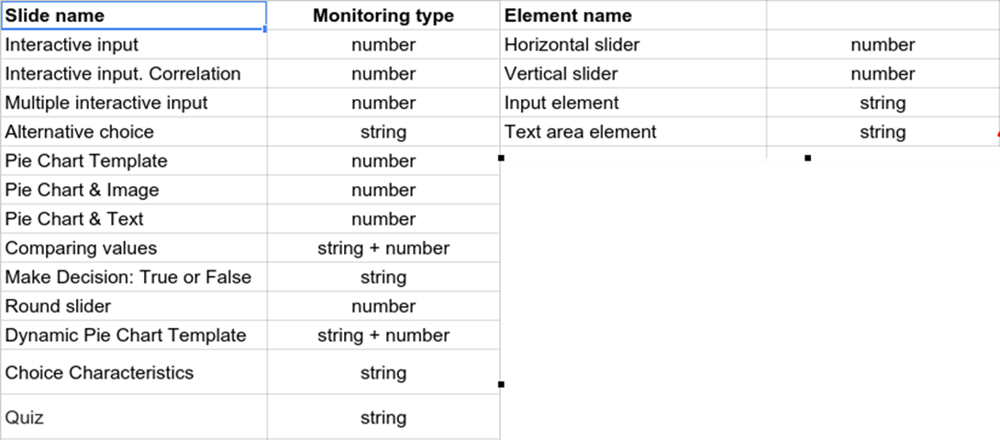 Slide name Monitoring type Element name
Interactive input number Horizontal slider number
Interactive input. Correlation number Vertical slider number
Multiple interactive input number Input element string
Alternative choice string Text area element string
Pie Chart Template number
Pie Chart & Image number
Pie Chart & Text number
Comparing values string + number
Make Decision: True or False string
Round slider number
Dynamic Pie Chart Template string + number
Choice Characteristics string
Quiz string